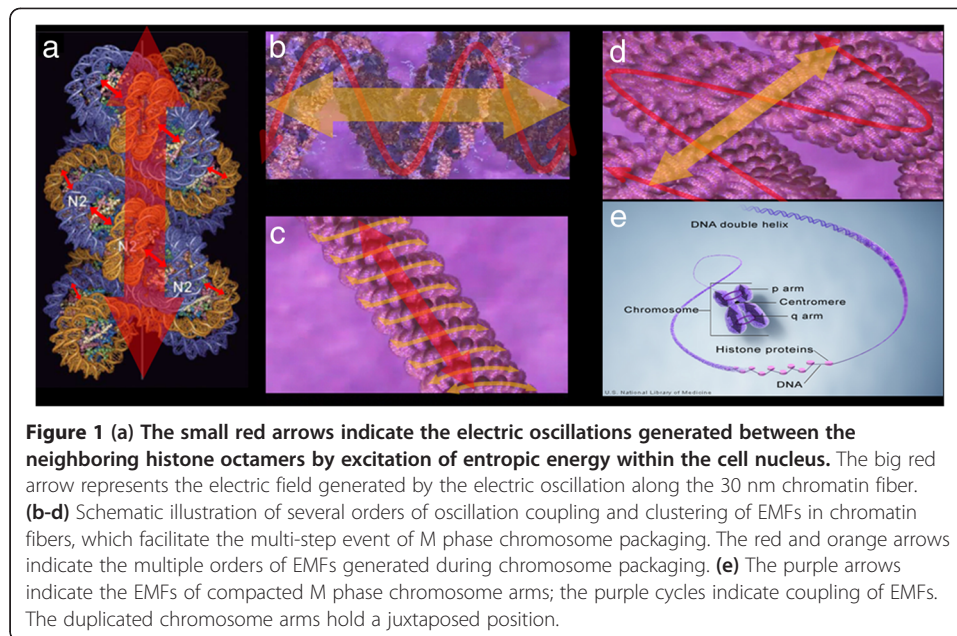 a
b
d
N2
N2
N2
c
e
DNA double helix
p arm
Centromere
Chromosome
q arm
Histone proteins
DNA
U.S. National Library of Medicine
Figure 1 (a) The small red arrows indicate the electric oscillations generated between the
neighboring histone octamers by excitation of entropic energy within the cell nucleus. The big red
arrow represents the electric field generated by the electric oscillation along the 30 nm chromatin fiber.
(b-d) Schematic illustration of several orders of oscillation coupling and clustering of EMFs in chromatin
fibers, which facilitate the multi-step event of M phase chromosome packaging. The red and orange arrows
indicate the multiple orders of EMFs generated during chromosome packaging. (e) The purple arrows
indicate the EMFs of compacted M phase chromosome arms; the purple cycles indicate coupling of EMFs.
The duplicated chromosome arms hold a juxtaposed position.